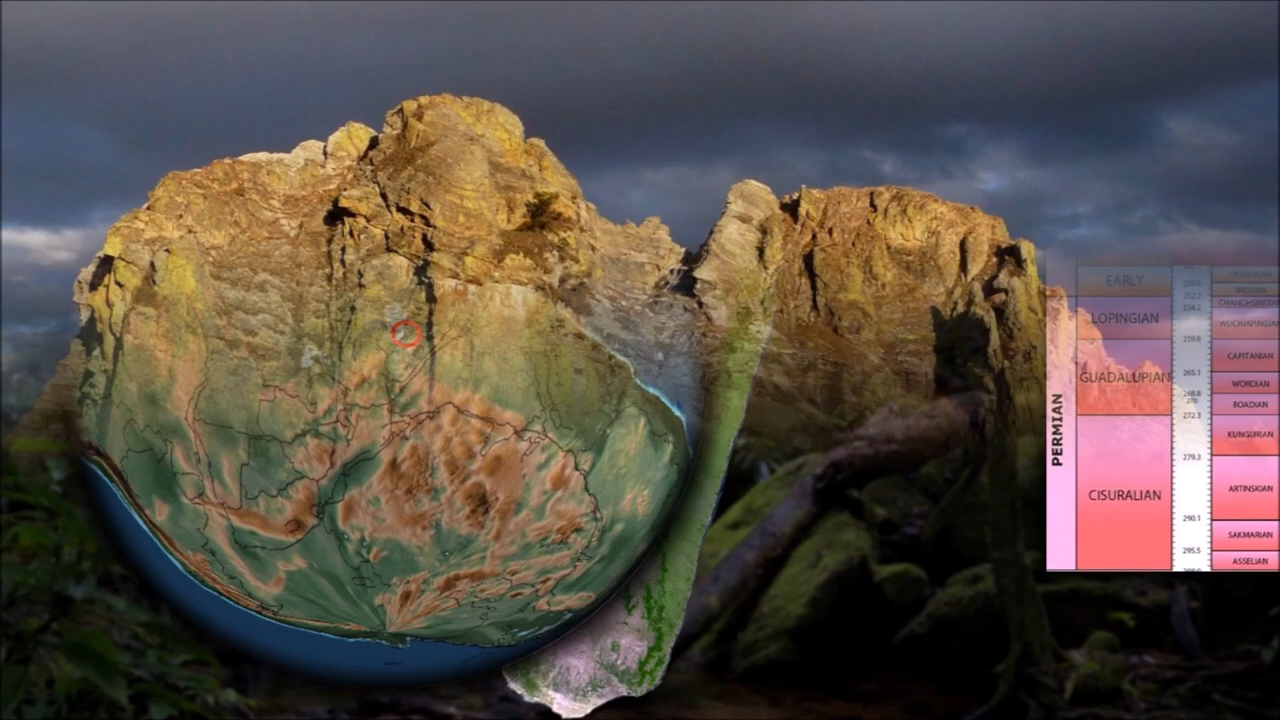 EARLY
LOPINGIAN
GUADALUPIAN
CISURALIAN
PERMIAN
252.2
254.2
259.8
265.1
268.8
272.3
279.3
290.1
295.5
CHANGHSINGIAN
WUCHIAPINGIAN
CAPITANIAN
WORDIAN
ROADIAN
KUNGURIAN
ARTINSKIAN
SAKMARIAN
ASSELIAN